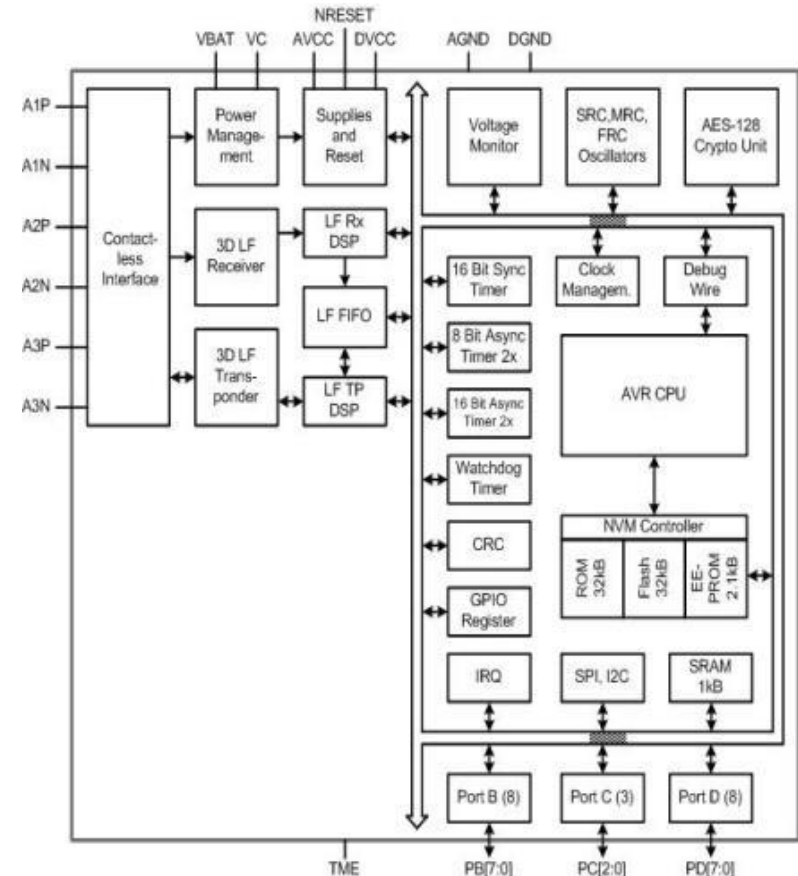 NRESET
VBAT VC AVCC DVCC AGND DGND
A1P
A1N
A2P
A2N
A3P
A3N
Contact-
less
Interface
Power
Manage-
ment
Supplies
and
Reset
3D LF
Receiver
LF Rx
DSP
LF FIFO
3D LF
Trans-
ponder
LF TP
DSP
Voltage
Monitor
SRC,MRC,
FRC
Oscillators
AES-128
Crypto Unit
16 Bit Sync
Timer
Clock
Managem.
Debug
Wire
8 Bit Async
Timer 2x
16 Bit Async
Timer 2x
AVR CPU
Watchdog
Timer
CRC
GPIO
Register
NVM Controller
ROM
32kB
Flash
32kB
EE-
PROM
2.1kB
IRQ
SPI, I2C
SRAM
1kB
Port B (8)
Port C (3)
Port D (8)
TME PB[7:0] PC[2:0] PD[7:0]